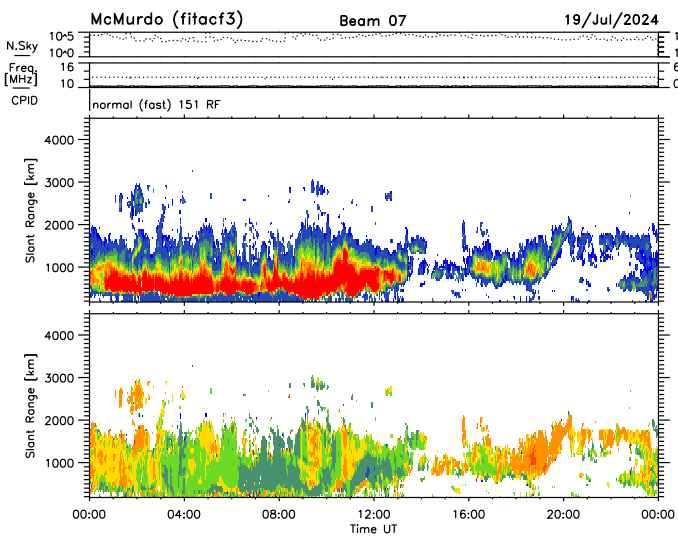 McMurdo (fitacf3) Beam 07 19/Jul/2024
N.Sky 10^5 10^0 1 1
Freq. [MHz] 16 10 6 0
CPID normal (fast) 151 RF
4000
3000
2000
1000
Slant Range [km]
4000
3000
2000
1000
Slant Range [km]
00:00 04:00 08:00 12:00 16:00 20:00 00:00
Time UT